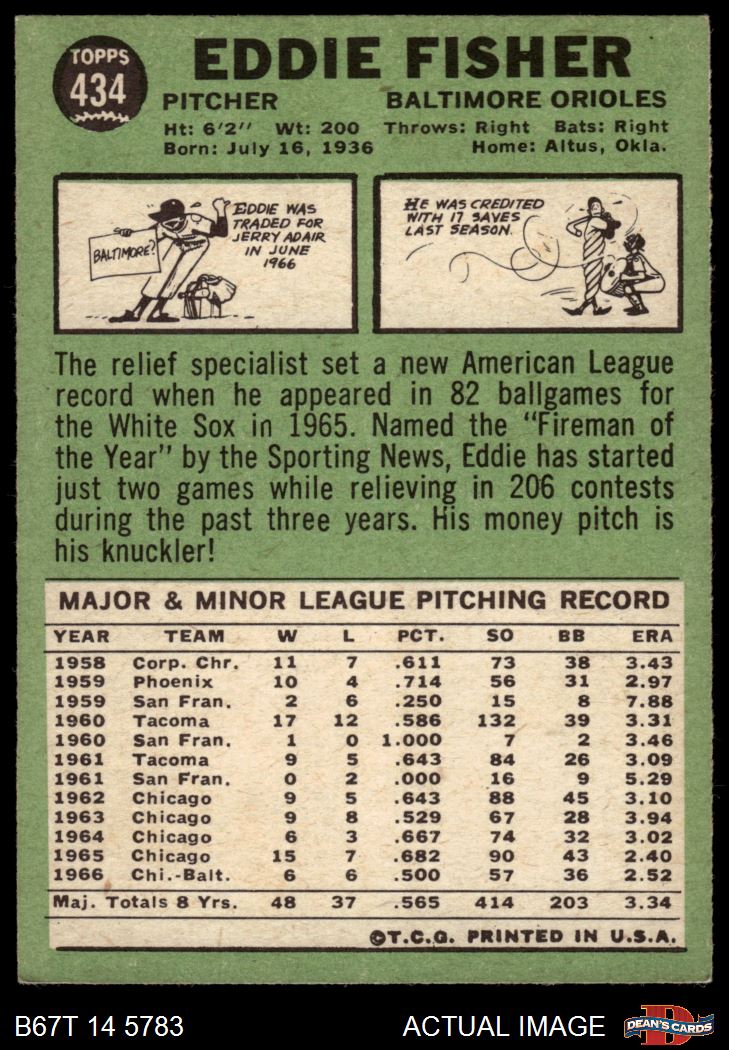 TOPPS
434
EDDIE FISHER
PITCHER BALTIMORE ORIOLES
Ht: 6'2" Wt: 200 Throws: Right Bats: Right
Born: July 16, 1936 Home: Altus, Okla.
BALTIMORE?
EDDIE WAS
TRADED FOR
JERRY ADAIR
IN JUNE
1966
HE WAS CREDITED
WITH 17 SAVES
LAST SEASON.
The relief specialist set a new American League
record when he appeared in 82 ballgames for
the White Sox in 1965. Named the "Fireman of
the Year" by the Sporting News, Eddie has started
just two games while relieving in 206 contests
during the past three years. His money pitch is
his knuckler!
MAJOR & MINOR LEAGUE PITCHING RECORD
YEAR TEAM W L PCT. SO BB ERA
1958 Corp. Chr. 11 7 .611 73 38 3.43
1959 Phoenix 10 4 .714 56 31 2.97
1959 San Fran. 2 6 .250 15 8 7.88
1960 Tacoma 17 12 .586 132 39 3.31
1960 San Fran. 1 0 1.000 7 2 3.46
1961 Tacoma 9 5 .643 84 26 3.09
1961 San Fran. 0 2 .000 16 9 5.29
1962 Chicago 9 5 .643 88 45 3.10
1963 Chicago 9 8 .529 67 28 3.94
1964 Chicago 6 3 .667 74 32 3.02
1965 Chicago 15 7 .682 90 43 2.40
1966 Chi.-Balt. 6 6 .500 57 36 2.52
Maj. Totals 8 Yrs. 48 37 .565 414 203 3.34
©T.C.G. PRINTED IN U.S.A.
B67T 14 5783 ACTUAL IMAGE
DEAN'S CARDS